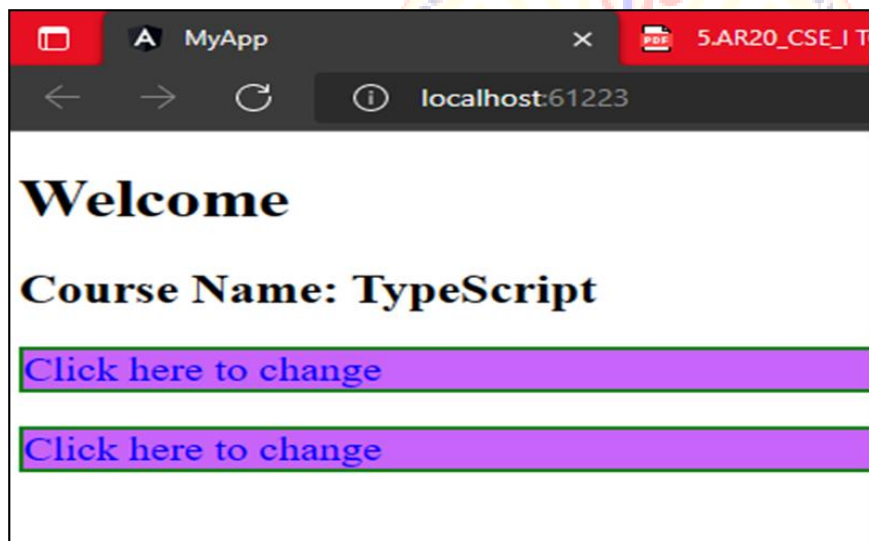 MyApp
5.AR20_CSE_I T
localhost:61223
Welcome
Course Name: TypeScript
Click here to change
Click here to change